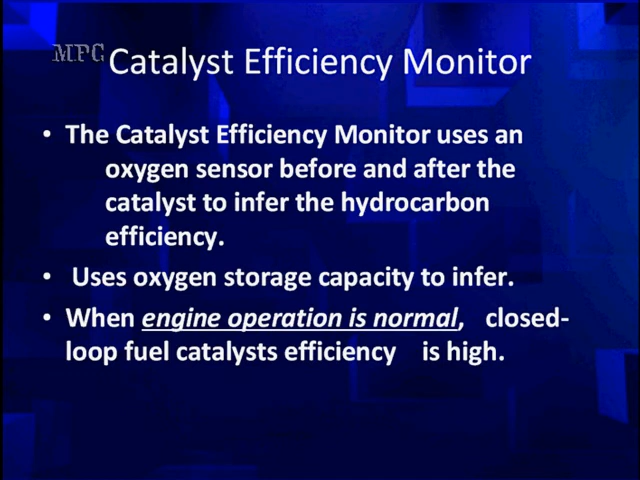 MPC
Catalyst Efficiency Monitor
• The Catalyst Efficiency Monitor uses an
oxygen sensor before and after the
catalyst to infer the hydrocarbon
efficiency.
• Uses oxygen storage capacity to infer.
• When engine operation is normal, closed-
loop fuel catalysts efficiency is high.